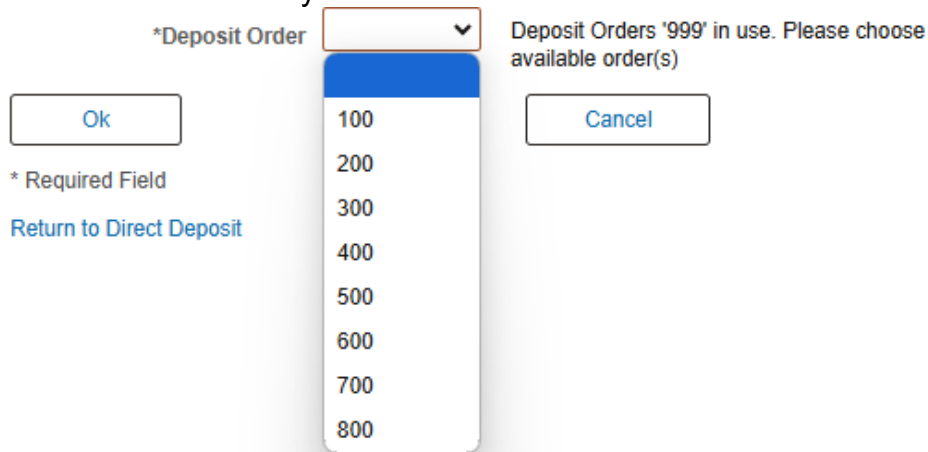 *Deposit Order
Deposit Orders '999' in use. Please choose
available order(s)
100
200
300
400
500
600
700
800
Ok
Cancel
* Required Field
Return to Direct Deposit